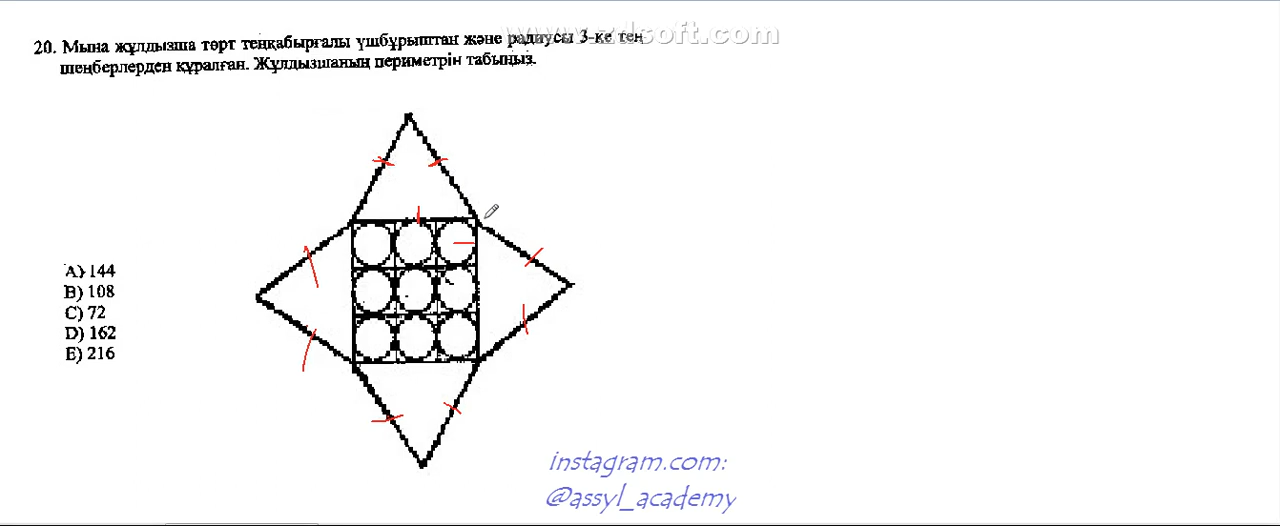 20. Мына жұлдызша төрт теңқабырғалы үшбұрыштан және радиусы 3-ке тең
шеңберлерден құралған. Жұлдызшаның периметрін табыңыз.
A) 144
B) 108
C) 72
D) 162
E) 216
instagram.com:
@assyl_academy